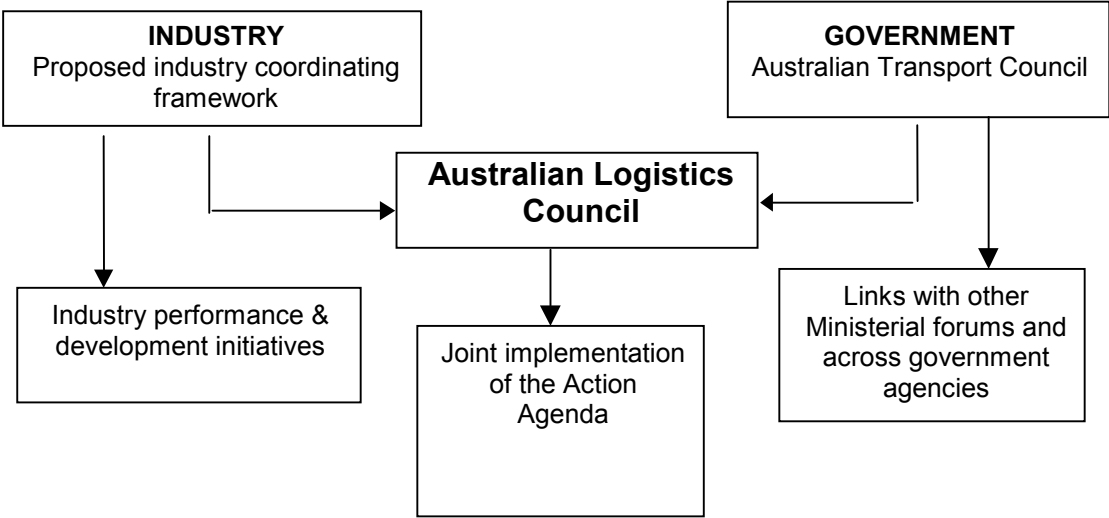 INDUSTRY
Proposed industry coordinating
framework
GOVERNMENT
Australian Transport Council
Australian Logistics
Council
Industry performance &
development initiatives
Joint implementation
of the Action
Agenda
Links with other
Ministerial forums and
across government
agencies